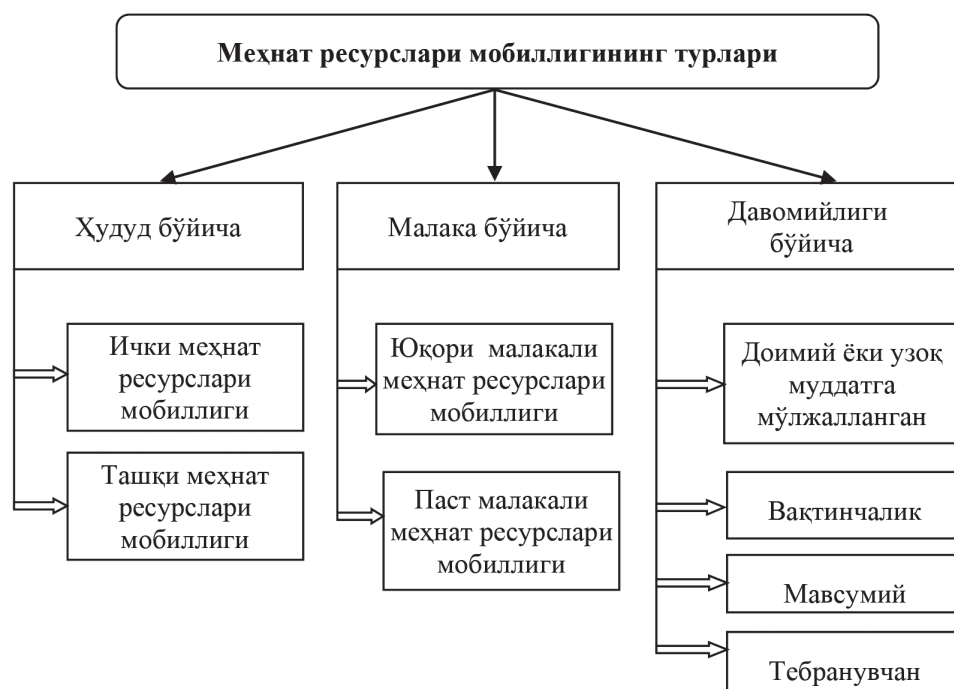 Меҳнат ресурслари мобиллигининг турлари
Ҳудуд бўйича
Ички меҳнат
ресурслари
мобиллиги
Ташқи меҳнат
ресурслари
мобиллиги
Малака бўйича
Юқори малакали
меҳнат ресурслари
мобиллиги
Паст малакали
меҳнат ресурслари
мобиллиги
Давомийлиги
бўйича
Доимий ёки узоқ
муддатга
мўлжалланган
Вақтинчалик
Мавсумий
Тебранувчан